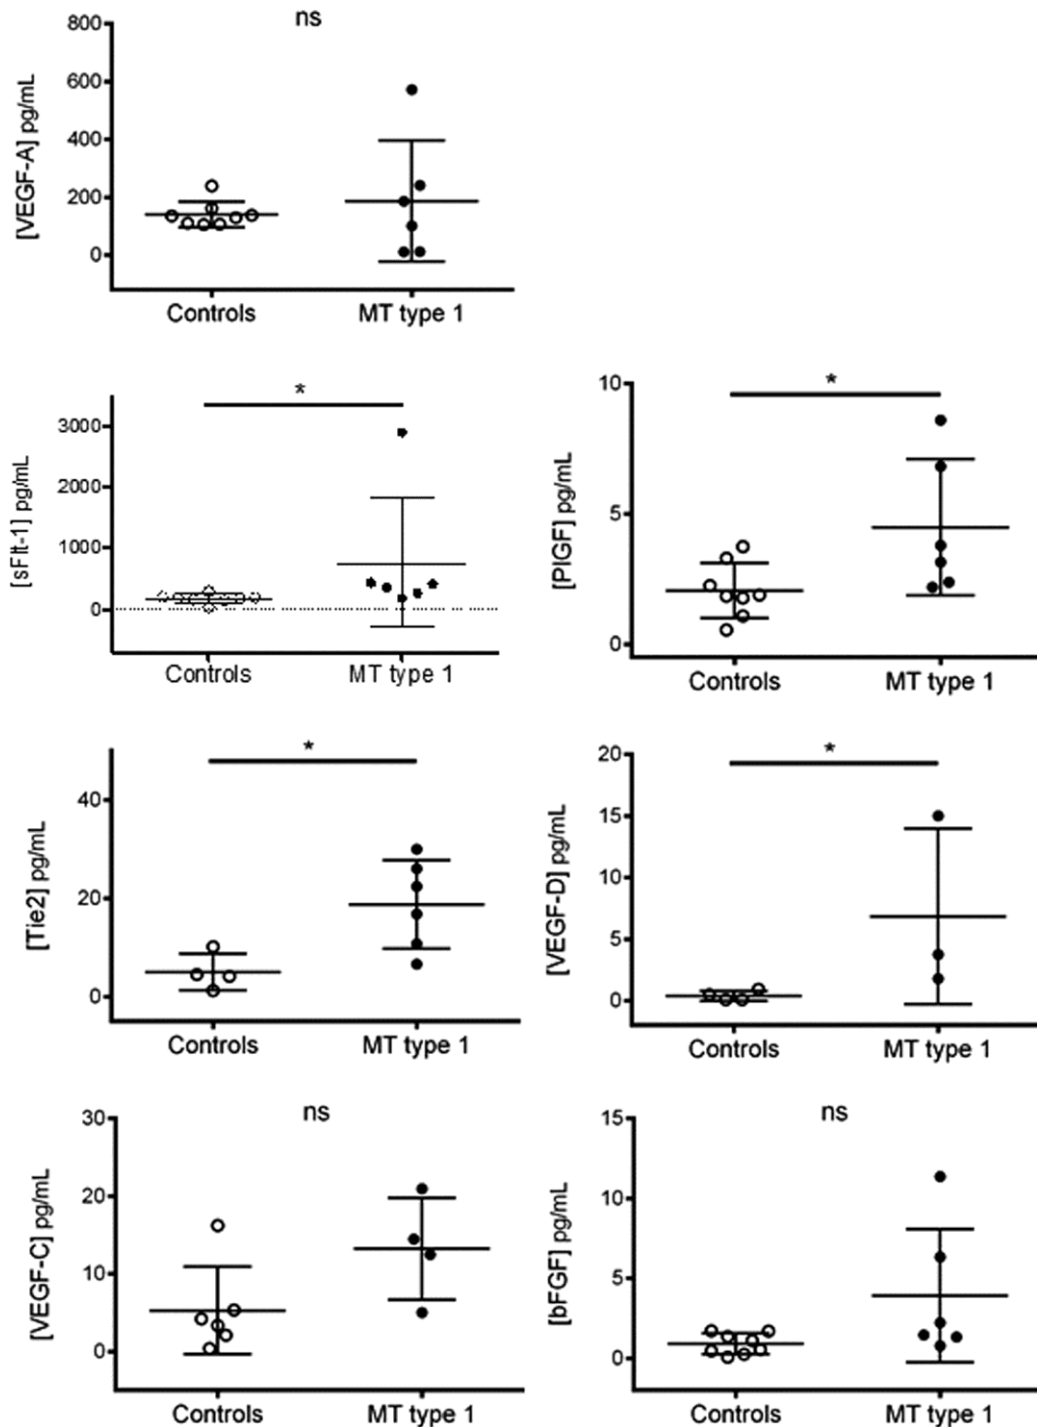 ns
[VEGF-A] pg/mL
800
600
400
200
0
Controls
MT type 1
*
[sFlt-1] pg/mL
3000
2000
1000
0
Controls
MT type 1
*
[PlGF] pg/mL
10
5
0
Controls
MT type 1
*
[Tie2] pg/mL
40
20
0
Controls
MT type 1
*
[VEGF-D] pg/mL
20
15
10
5
0
Controls
MT type 1
ns
[VEGF-C] pg/mL
30
20
10
0
Controls
MT type 1
ns
[bFGF] pg/mL
15
10
5
0
Controls
MT type 1